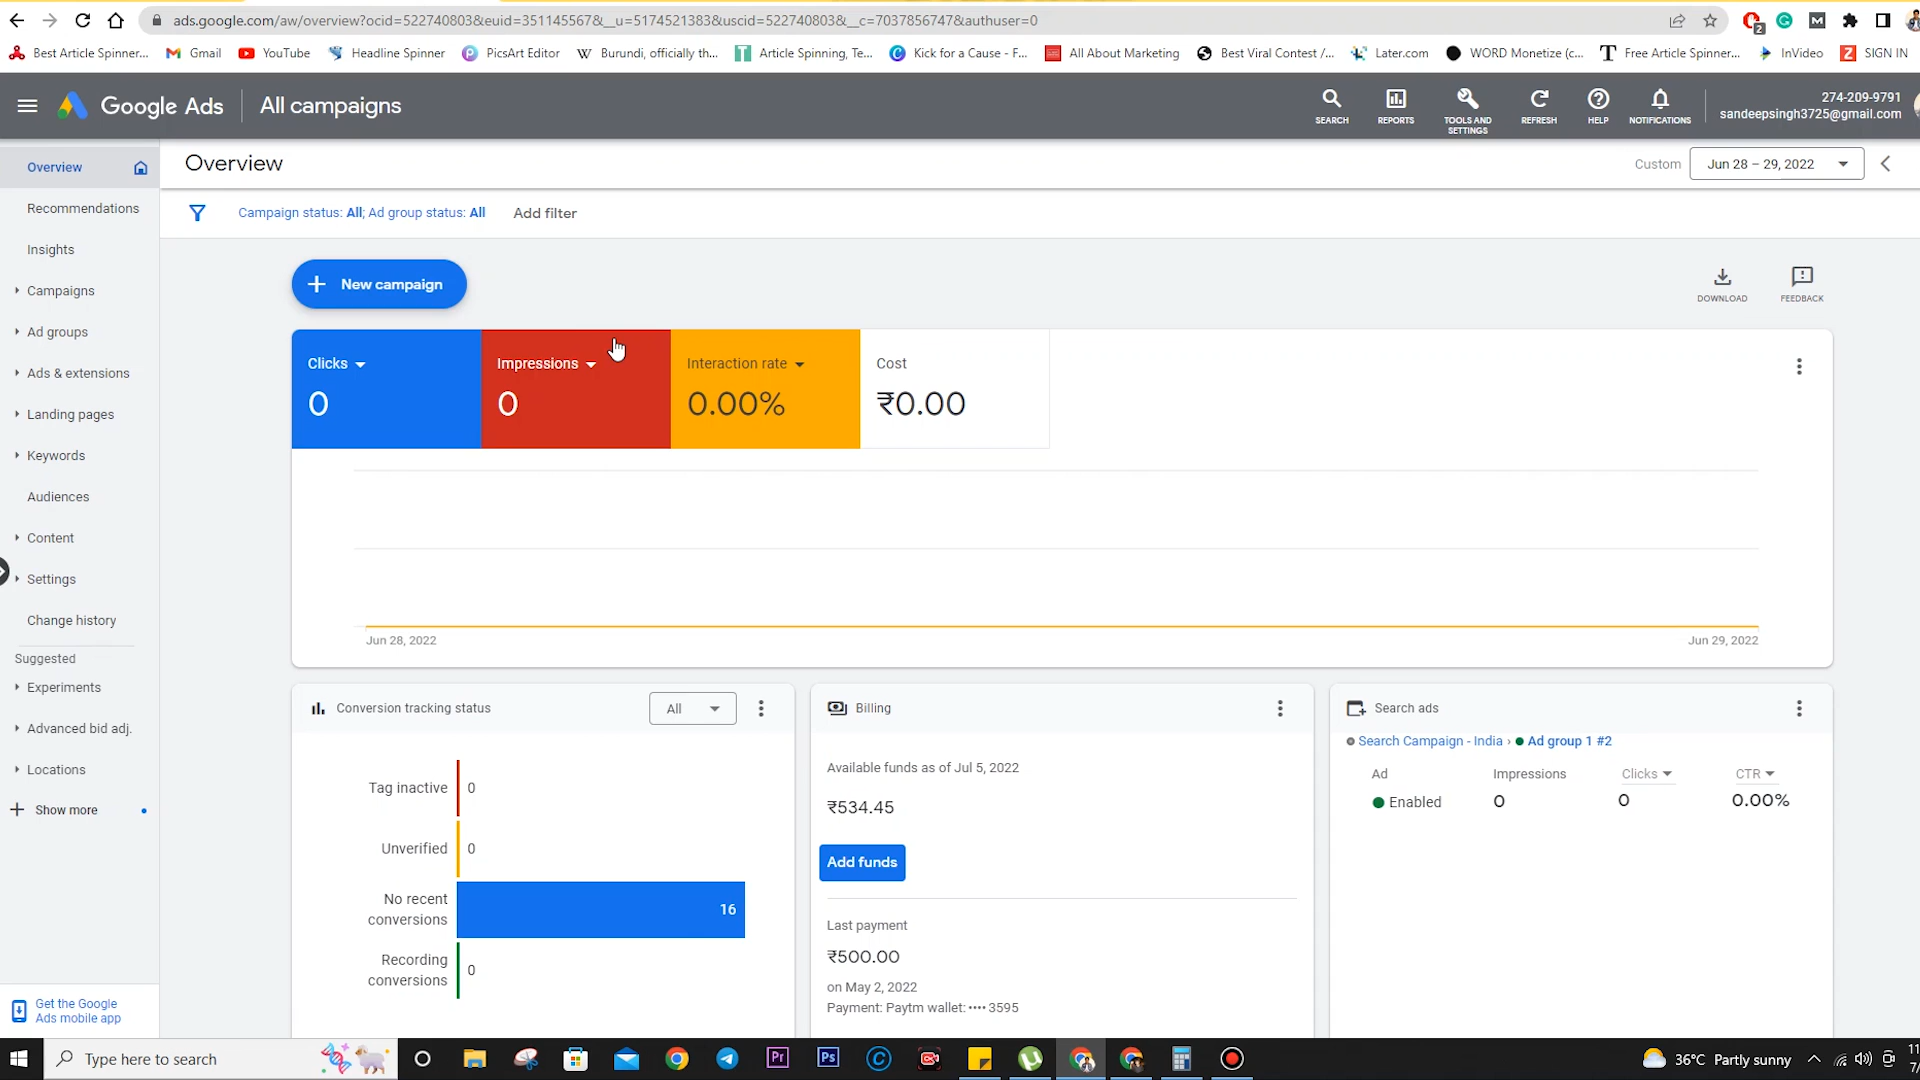 ads.google.com/aw/overview?ocid=522740803&euid=351145567&__u=5174521383&uscid=522740803&__c=7037856747&authuser=0
2
Best Article Spinner... Gmail YouTube Headline Spinner PicsArt Editor Burundi, officially th... Article Spinning, Te... Kick for a Cause - F... All About Marketing Best Viral Contest /... Later.com WORD Monetize (c... Free Article Spinner... InVideo SIGN IN
Google Ads All campaigns
SEARCH
REPORTS
TOOLS AND SETTINGS
REFRESH
HELP
NOTIFICATIONS
274-209-9791
sandeepsingh3725@gmail.com
Overview
Recommendations
Insights
Campaigns
Ad groups
Ads & extensions
Landing pages
Keywords
Audiences
Content
Settings
Change history
Suggested
Experiments
Advanced bid adj.
Locations
Show more
Get the Google
Ads mobile app
Overview
Custom Jun 28 – 29, 2022
Campaign status: All; Ad group status: All Add filter
New campaign
DOWNLOAD FEEDBACK
Clicks Impressions Interaction rate Cost
0 0 0.00% ₹0.00
Jun 28, 2022 Jun 29, 2022
Conversion tracking status All
Tag inactive 0
Unverified 0
No recent
conversions 16
Recording
conversions 0
Billing
Available funds as of Jul 5, 2022
₹534.45
Add funds
Last payment
₹500.00
on May 2, 2022
Payment: Paytm wallet: •••• 3595
Search ads
Search Campaign - India › Ad group 1 #2
Ad Impressions Clicks CTR
Enabled 0 0 0.00%
Type here to search
Pr
Ps
36°C Partly sunny